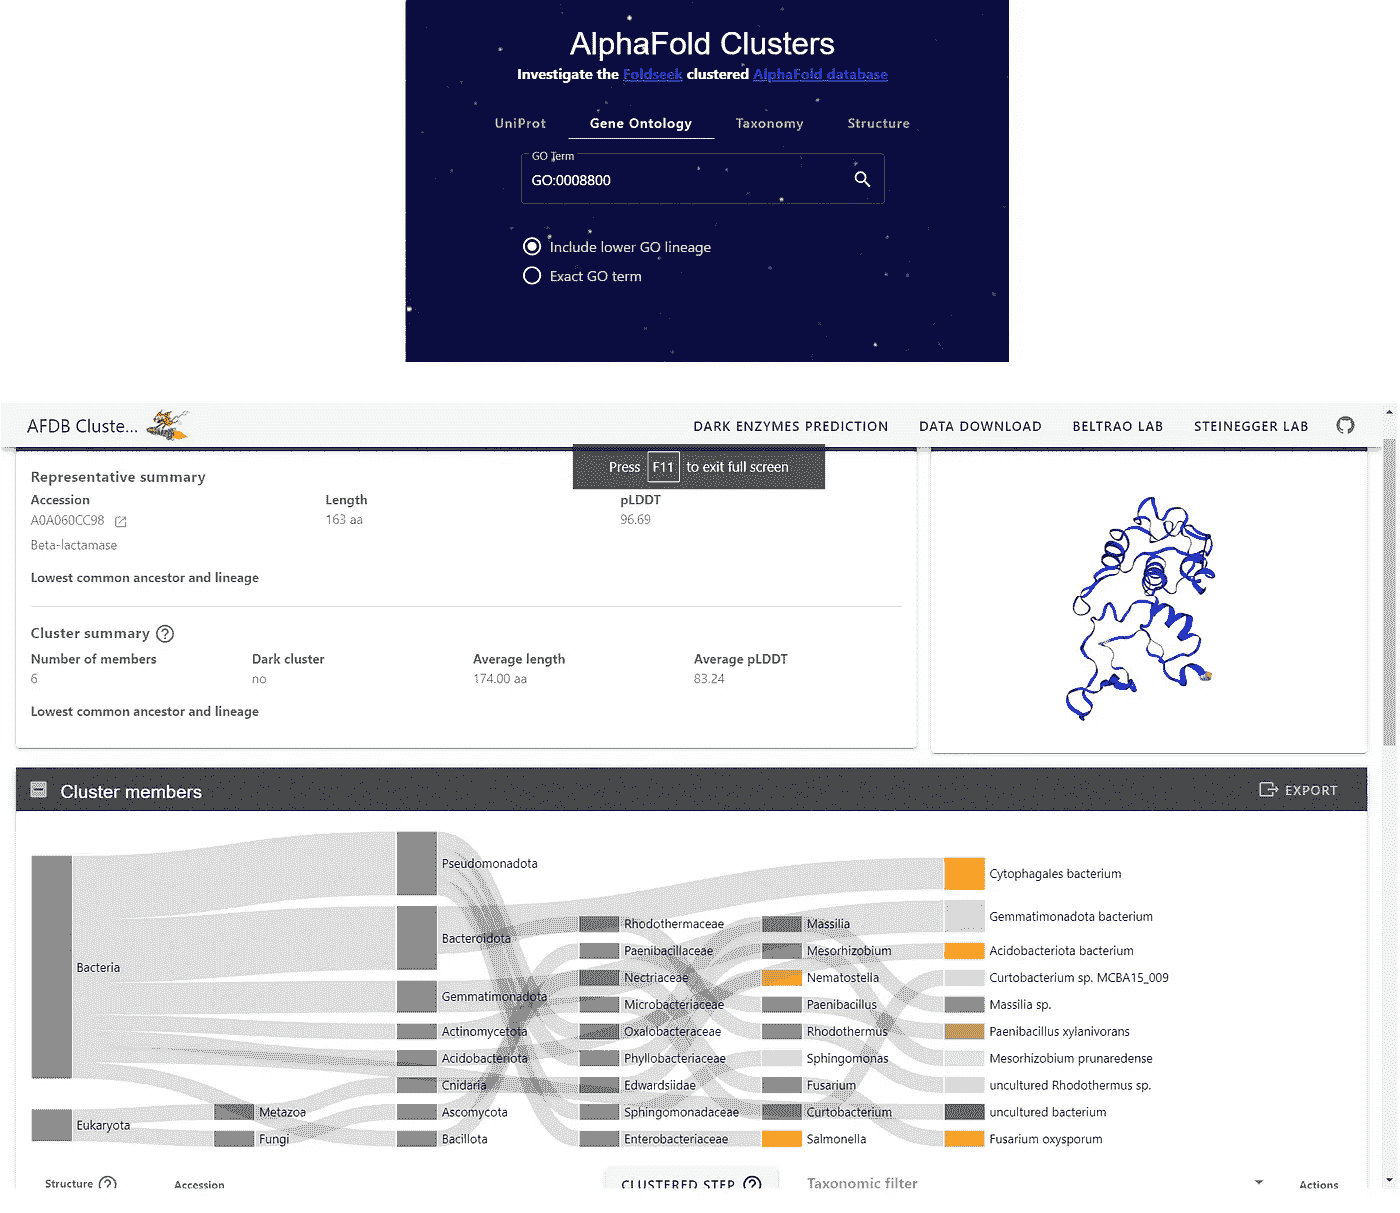 AlphaFold Clusters
Investigate the Foldseek clustered AlphaFold database
UniProt Gene Ontology Taxonomy Structure
GO Term
GO:0008800
Include lower GO lineage
Exact GO term
AFDB Cluste... DARK ENZYMES PREDICTION DATA DOWNLOAD BELTRAO LAB STEINEGGER LAB
Press F11 to exit full screen
Representative summary
Accession Length pLDDT
A0A060CC98 163 aa 96.69
Beta-lactamase
Lowest common ancestor and lineage
Cluster summary ?
Number of members Dark cluster Average length Average pLDDT
6 no 174.00 aa 83.24
Lowest common ancestor and lineage
Cluster members EXPORT
Pseudomonata
Cytophagales bacterium
Gemmatimonadota bacterium
Rhodothermaceae Massilia
Bacteroidota
Paenibacillaceae Mesorhizobium Acidobacteriota bacterium
Bacteria
Nectriaceae Nematostella Curtobacterium sp. MCBA15_009
Gemmatimonadota
Microbacteriaceae Paenibacillus Massilia sp.
Actinomycetota Oxalobacteraceae Rhodothermus Paenibacillus xylanivorans
Acidobacteriota Phyllobacteriaceae Sphingomonas Mesorhizobium prunaredense
Cnidaria Edwardsiidae Fusarium uncultured Rhodothermus sp.
Metazoa Ascomycota Sphingomonadaceae Curtobacterium uncultured bacterium
Eukaryota
Fungi Bacillota Enterobacteriaceae Salmonella Fusarium oxysporum
Structure ? Accession CLUSTERED STEP ? Taxonomic filter Actions